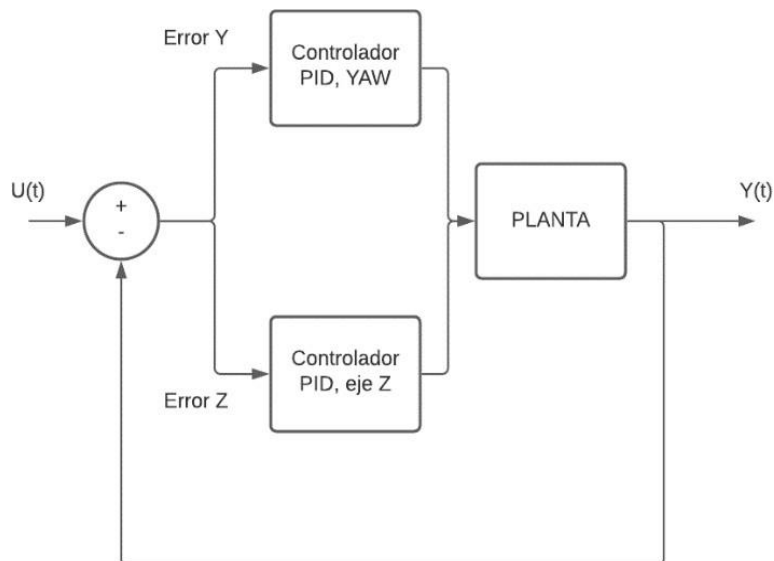 Error Y
Controlador
PID, YAW
U(t)
+
-
PLANTA
Y(t)
Controlador
PID, eje Z
Error Z